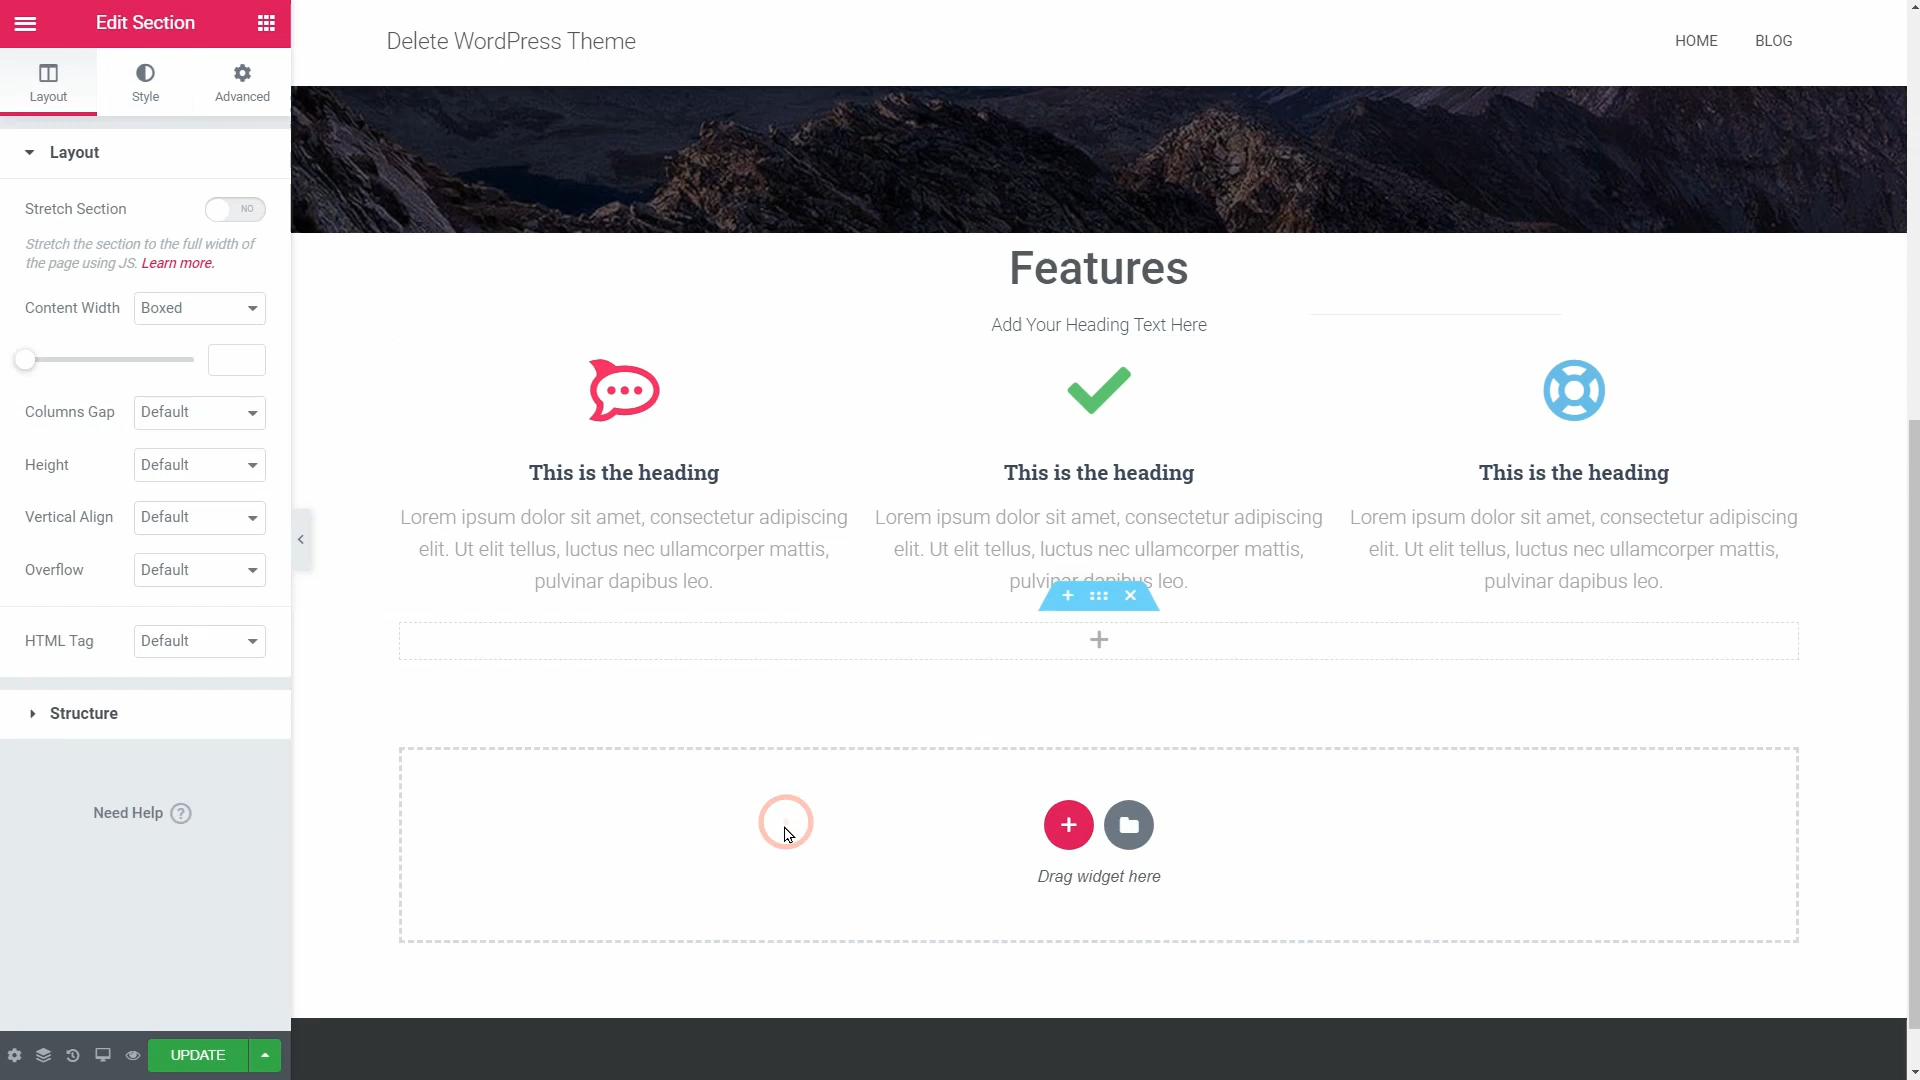 Edit Section
Layout
Style
Advanced
Layout
Stretch Section
NO
Stretch the section to the full width of
the page using JS. Learn more.
Content Width
Boxed
Columns Gap
Default
Height
Default
Vertical Align
Default
Overflow
Default
HTML Tag
Default
Structure
Need Help ?
UPDATE
Delete WordPress Theme
HOME
BLOG
Features
Add Your Heading Text Here
This is the heading
Lorem ipsum dolor sit amet, consectetur adipiscing
elit. Ut elit tellus, luctus nec ullamcorper mattis,
pulvinar dapibus leo.
This is the heading
Lorem ipsum dolor sit amet, consectetur adipiscing
elit. Ut elit tellus, luctus nec ullamcorper mattis,
pulvinar dapibus leo.
This is the heading
Lorem ipsum dolor sit amet, consectetur adipiscing
elit. Ut elit tellus, luctus nec ullamcorper mattis,
pulvinar dapibus leo.
Drag widget here